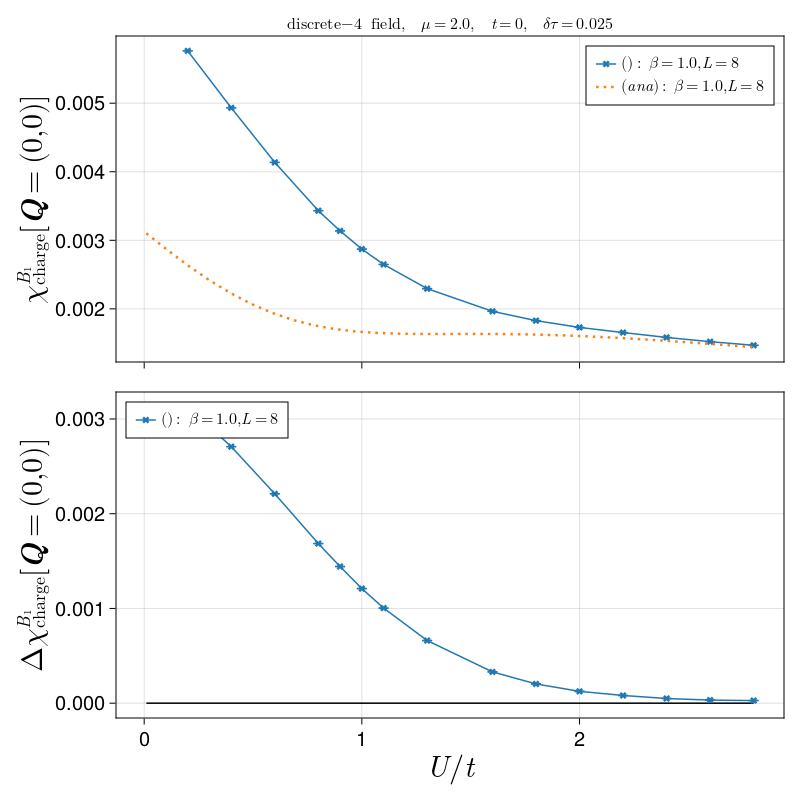 discrete−4 field, μ = 2.0, t = 0, δτ = 0.025
() : β = 1.0, L = 8
(ana) : β = 1.0, L = 8
χ^{B_1}_{charge}[Q = (0,0)]
0.005
0.004
0.003
0.002
() : β = 1.0, L = 8
Δχ^{B_1}_{charge}[Q = (0,0)]
0.003
0.002
0.001
0.000
0 1 2
U/t